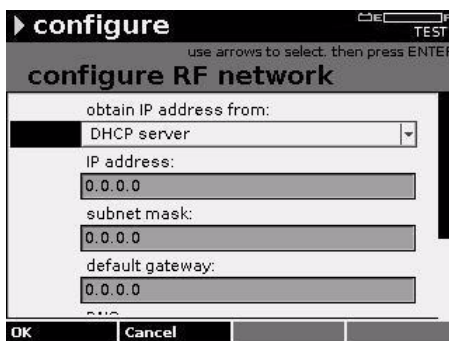 configure
E F
TEST
use arrows to select. then press ENTER
configure RF network
obtain IP address from:
DHCP server
IP address:
0.0.0.0
subnet mask:
0.0.0.0
default gateway:
0.0.0.0
OK Cancel